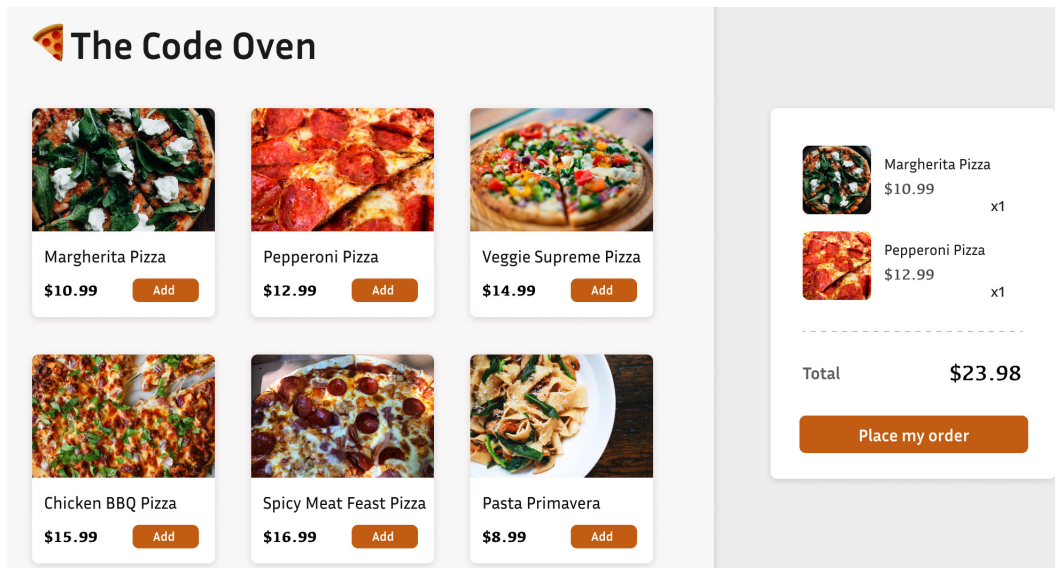 The Code Oven
Margherita Pizza
$10.99 Add
Pepperoni Pizza
$12.99 Add
Veggie Supreme Pizza
$14.99 Add
Chicken BBQ Pizza
$15.99 Add
Spicy Meat Feast Pizza
$16.99 Add
Pasta Primavera
$8.99 Add
Margherita Pizza
$10.99
x1
Pepperoni Pizza
$12.99
x1
Total $23.98
Place my order